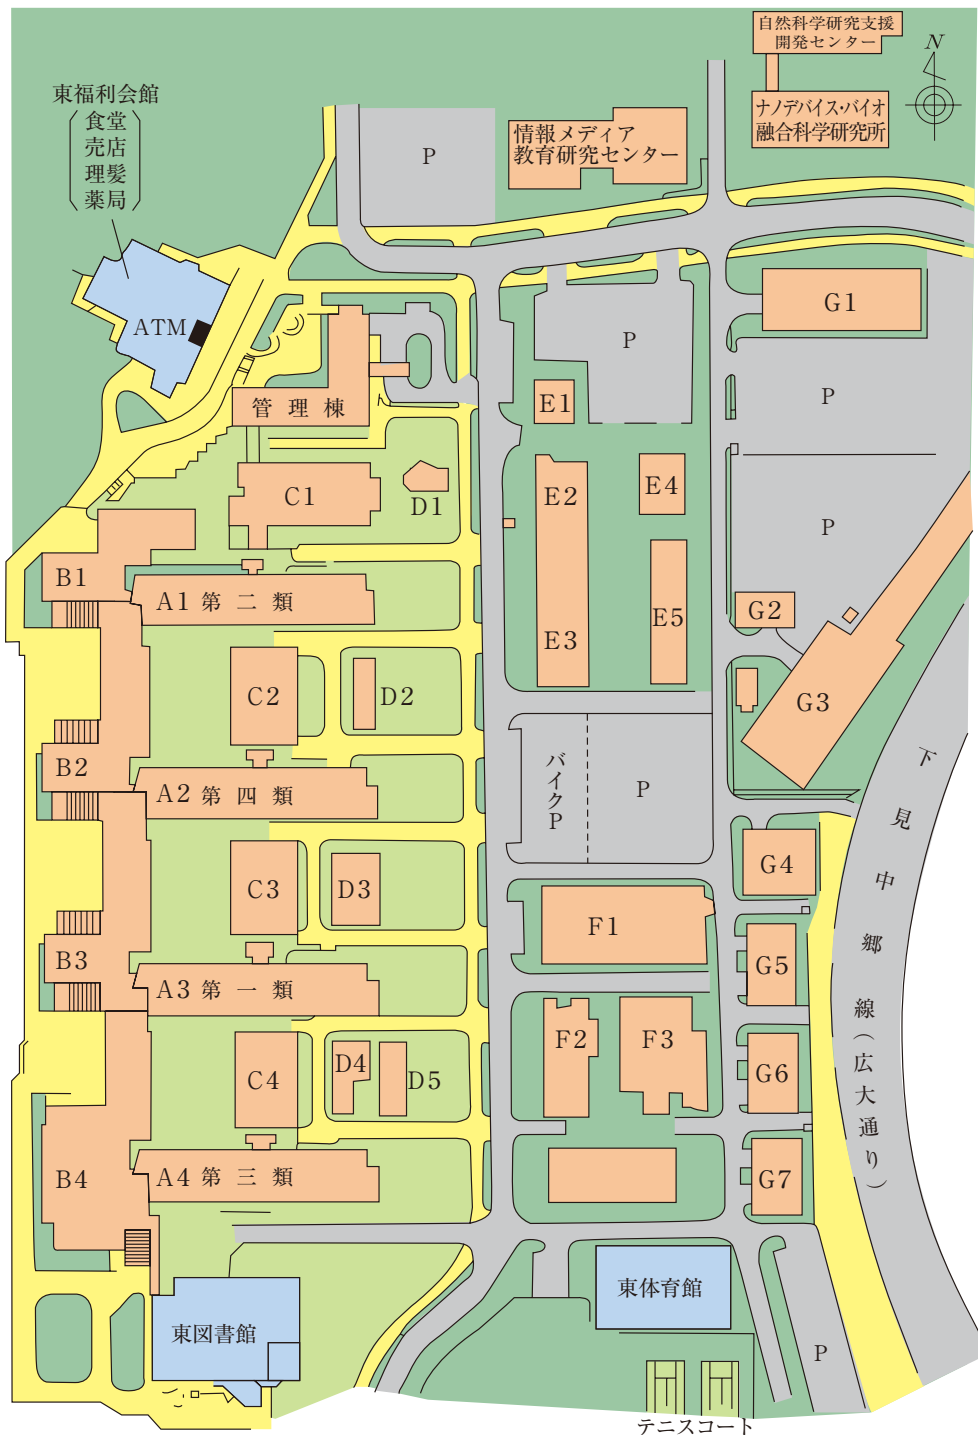 自然科学研究支援
開発センター
N
ナノデバイス・バイオ
融合科学研究所
東福利会館
食堂
売店
理髪
薬局
P
情報メディア
教育研究センター
ATM
G1
P
管理棟
E1
P
C1
D1
E2
E4
P
B1
A1 第二類
E3
E5
G2
C2
D2
G3
B2
A2 第四類
バイクP
P
下見中郷線(広大通り)
C3
D3
G4
F1
B3
A3 第一類
G5
F2
F3
C4
D4
D5
G6
B4
A4 第三類
G7
東体育館
東図書館
P
テニスコート